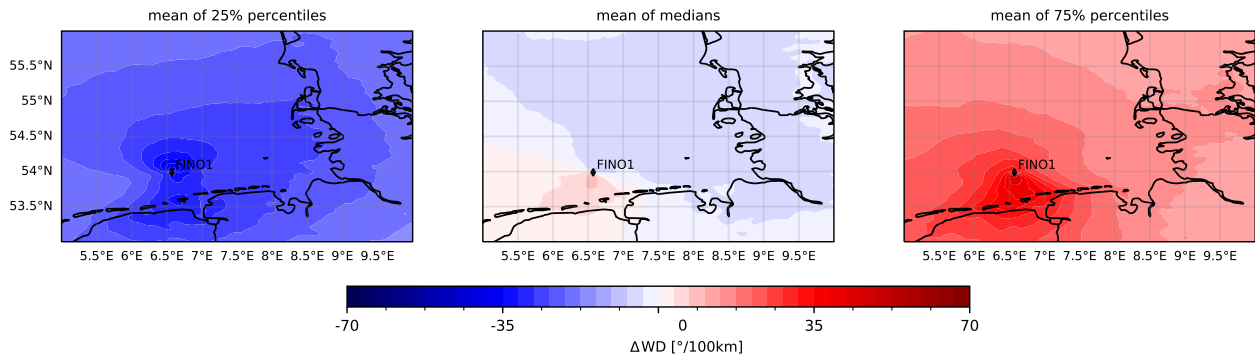 mean of 25% percentiles
mean of medians
mean of 75% percentiles
55.5°N
55°N
54.5°N
54°N
53.5°N
FINO1
FINO1
FINO1
5.5°E 6°E 6.5°E 7°E 7.5°E 8°E 8.5°E 9°E 9.5°E
5.5°E 6°E 6.5°E 7°E 7.5°E 8°E 8.5°E 9°E 9.5°E
5.5°E 6°E 6.5°E 7°E 7.5°E 8°E 8.5°E 9°E 9.5°E
-70 -35 0 35 70
ΔWD [°/100km]